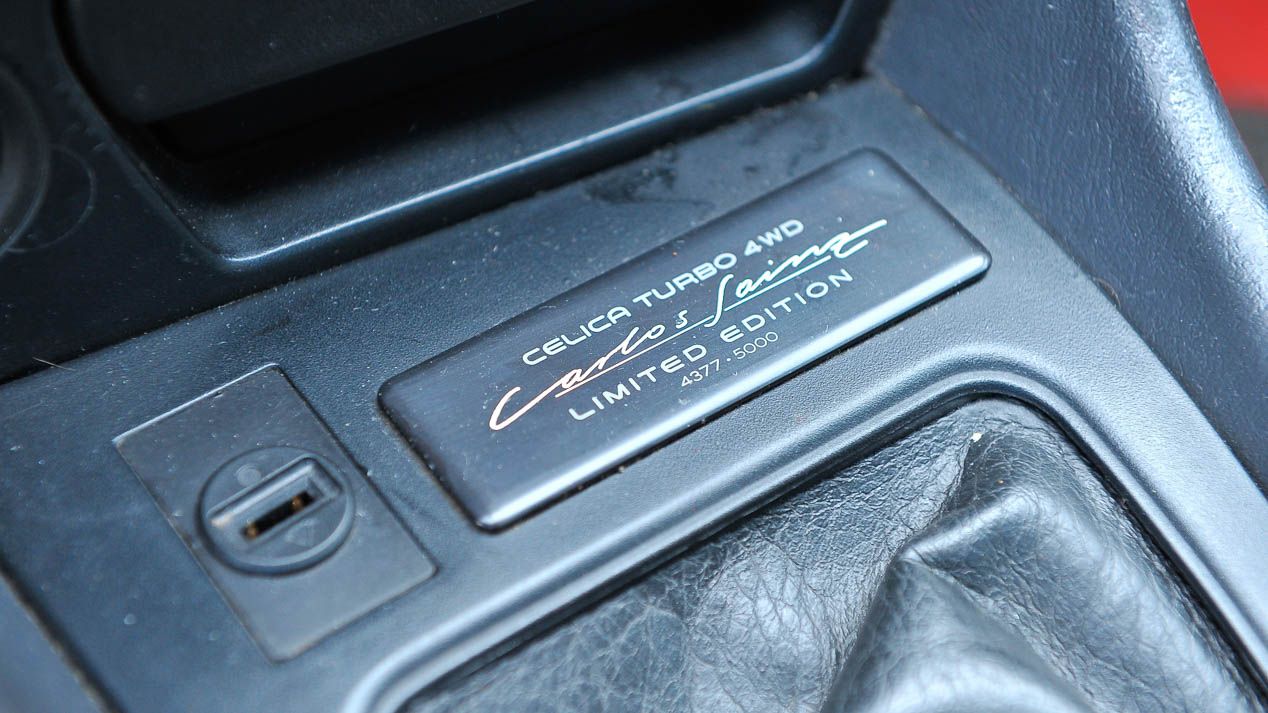 CELICA TURBO 4WD
Carlos Sainz
LIMITED EDITION
4377・5000